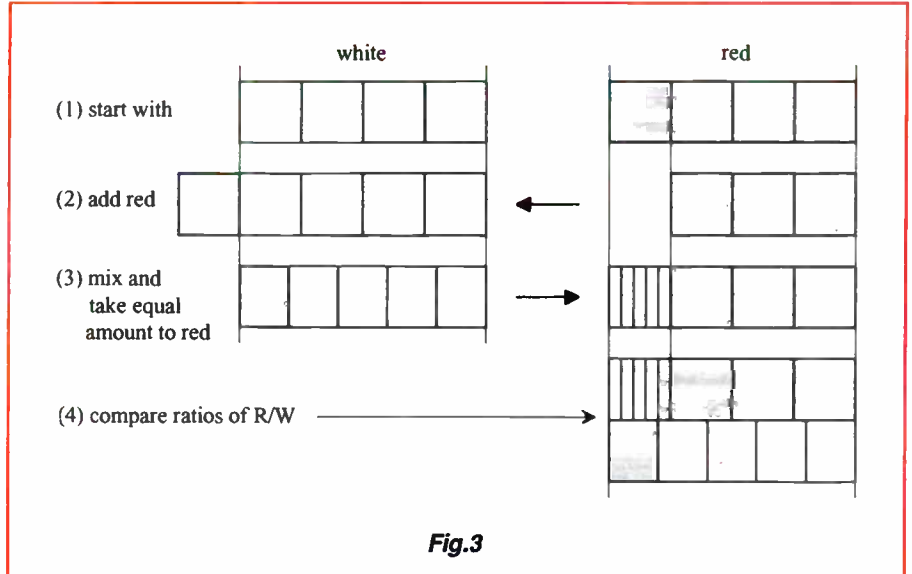 white red
(1) start with
(2) add red
(3) mix and
take equal
amount to red
(4) compare ratios of R/W
Fig.3